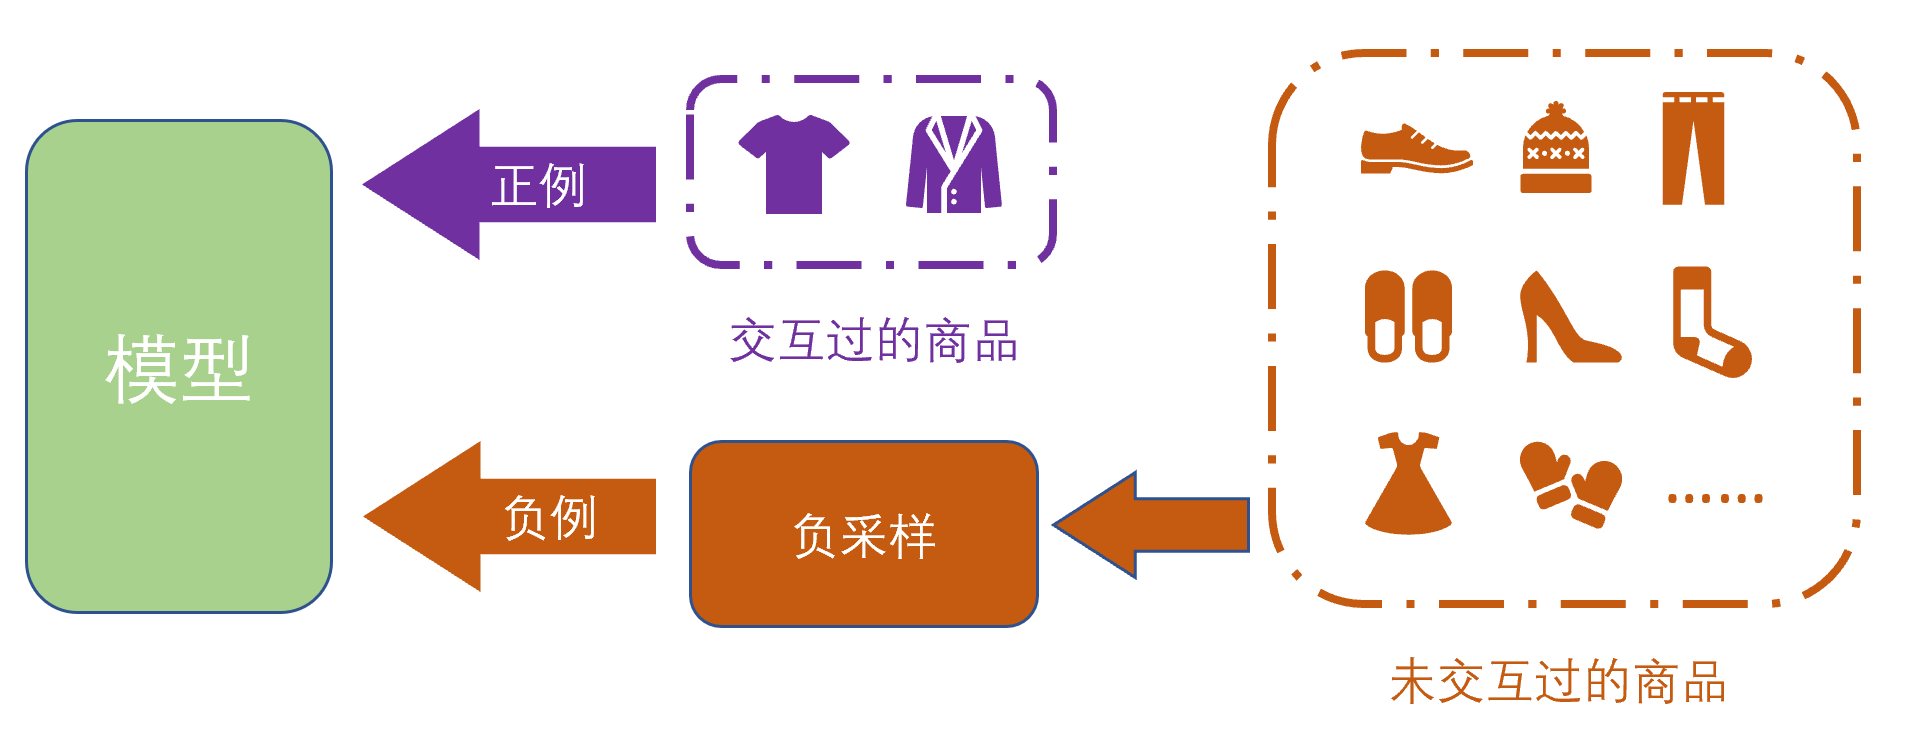 模型
正例
交互过的商品
负例
负采样
......
未交互过的商品